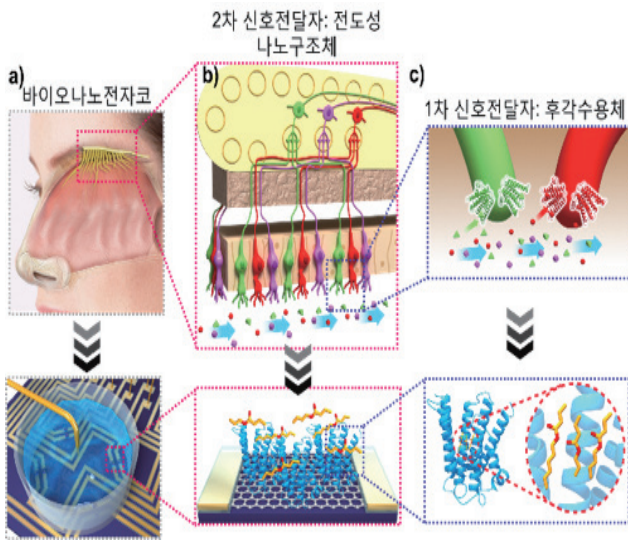 2차 신호전달자: 전도성
나노구조체
a)
바이오나노전자코
b)
c)
1차 신호전달자: 후각수용체